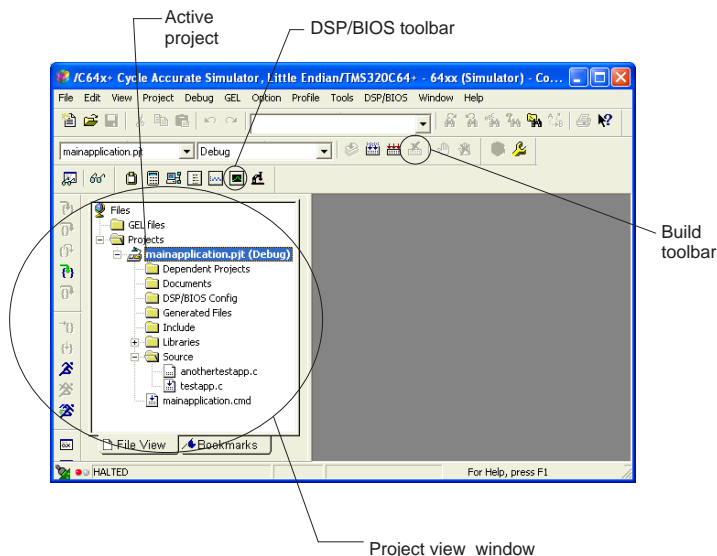 Active
project
DSP/BIOS toolbar
/C64x+ Cycle Accurate Simulator, Little Endian/TMS320C64+ - 64xx (Simulator) - Co...
File Edit View Project Debug GEL Option Profile Tools DSP/BIOS Window Help
mainapplication.pjt Debug
Files
GEL files
Projects
mainapplication.pjt (Debug)
Dependent Projects
Documents
DSP/BIOS Config
Generated Files
Include
Libraries
Source
anothertestapp.c
testapp.c
mainapplication.cmd
File View Bookmarks
HALTED For Help, press F1
Build
toolbar
Project view window